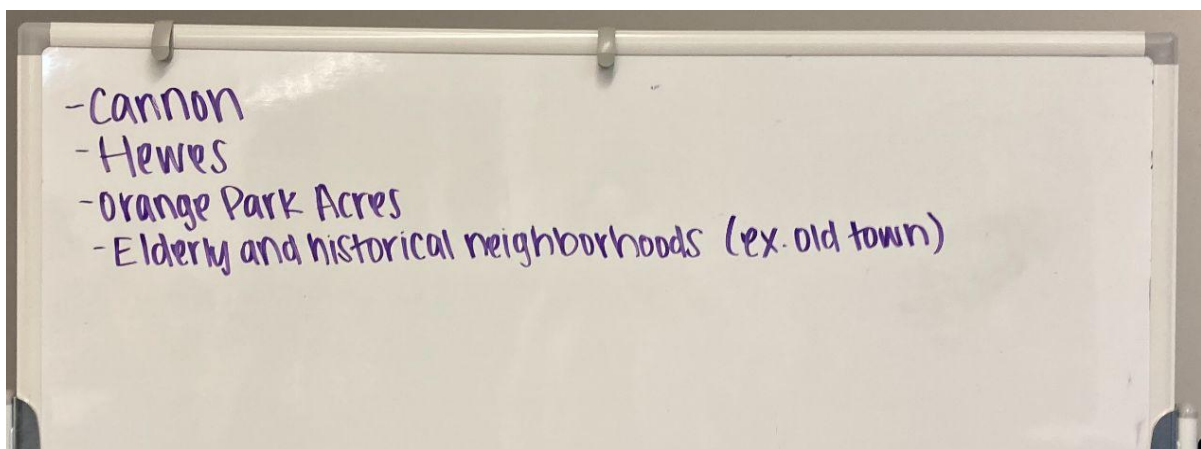 -Cannon
-Hewes
-Orange Park Acres
-Elderly and historical neighborhoods (ex. old town)